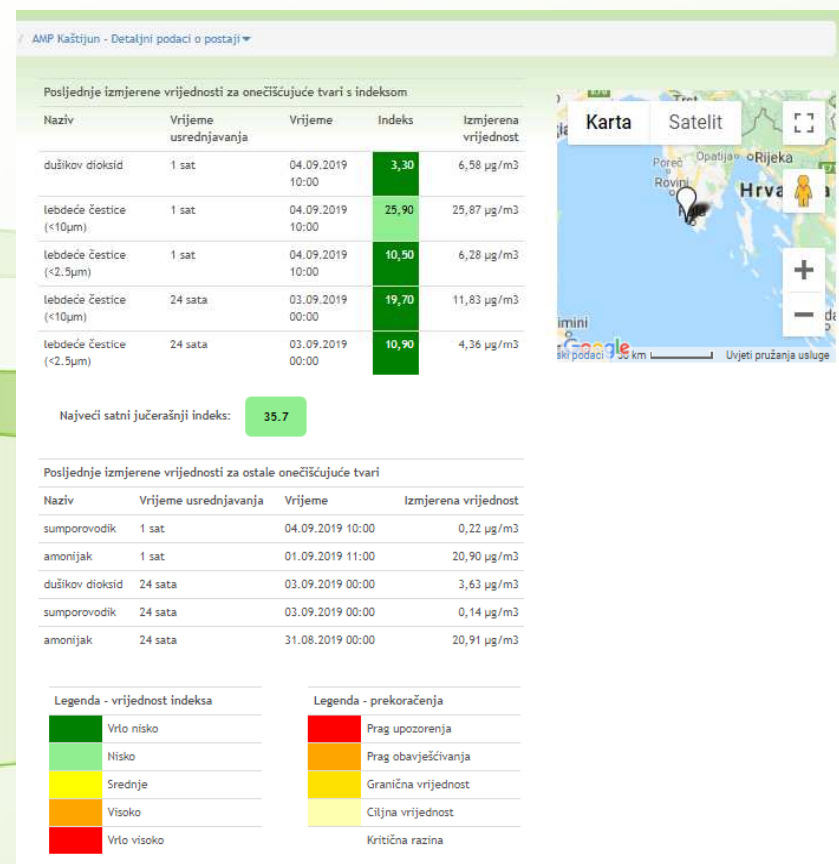 / AMP Kaštijun - Detaljni podaci o postaji
Posljednje izmjerene vrijednosti za onečišćujuće tvari s indeksom
Naziv Vrijeme usrednjavanja Vrijeme Indeks Izmjerena vrijednost
dušikov dioksid 1 sat 04.09.2019 10:00 3,30 6,58 µg/m3
lebdeće čestice (<10µm) 1 sat 04.09.2019 10:00 25,90 25,87 µg/m3
lebdeće čestice (<2.5µm) 1 sat 04.09.2019 10:00 10,50 6,28 µg/m3
lebdeće čestice (<10µm) 24 sata 03.09.2019 00:00 19,70 11,83 µg/m3
lebdeće čestice (<2.5µm) 24 sata 03.09.2019 00:00 10,90 4,36 µg/m3
Najveći satni jučerašnji indeks: 35.7
Posljednje izmjerene vrijednosti za ostale onečišćujuće tvari
Naziv Vrijeme usrednjavanja Vrijeme Izmjerena vrijednost
sumporovodik 1 sat 04.09.2019 10:00 0,22 µg/m3
amonijak 1 sat 01.09.2019 11:00 20,90 µg/m3
dušikov dioksid 24 sata 03.09.2019 00:00 3,63 µg/m3
sumporovodik 24 sata 03.09.2019 00:00 0,14 µg/m3
amonijak 24 sata 31.08.2019 00:00 20,91 µg/m3
Legenda - vrijednost indeksa
Vrlo nisko
Nisko
Srednje
Visoko
Vrlo visoko
Legenda - prekoračenja
Prag upozorenja
Prag obavješćivanja
Granična vrijednost
Ciljna vrijednost
Kritična razina
Karta Satelit
Poreč Opatija Rijeka
Rovinj
Hrva
imini
Google
ski podaci 50 km Uvjeti pružanja usluge